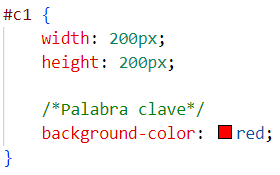 #c1 {
    width: 200px;
    height: 200px;

    /*Palabra clave*/
    background-color: red;
}